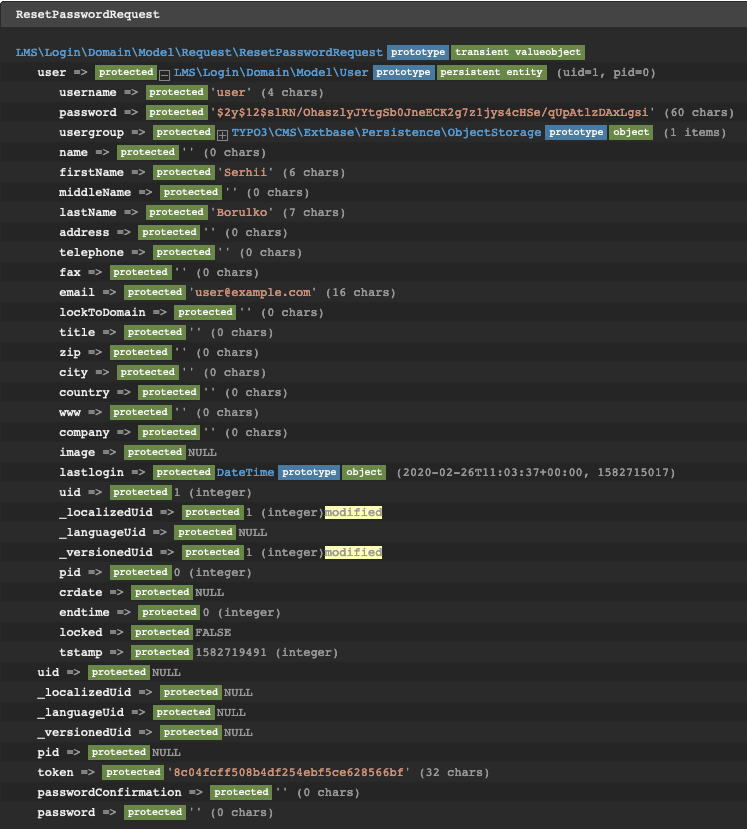 ResetPasswordRequest
LMS\Login\Domain\Model\Request\ResetPasswordRequest prototype transient valueobject
user => protected LMS\Login\Domain\Model\User prototype persistent entity (uid=1, pid=0)
username => protected 'user' (4 chars)
password => protected '$2y$12$slRN/OhaszlyJYtgSb0JneECK2g7z1jys4cHSe/qUpAtlzDAxLgsi' (60 chars)
usergroup => protected TYPO3\CMS\Extbase\Persistence\ObjectStorage prototype object (1 items)
name => protected '' (0 chars)
firstName => protected 'Serhii' (6 chars)
middleName => protected '' (0 chars)
lastName => protected 'Borulko' (7 chars)
address => protected '' (0 chars)
telephone => protected '' (0 chars)
fax => protected '' (0 chars)
email => protected 'user@example.com' (16 chars)
lockToDomain => protected '' (0 chars)
title => protected '' (0 chars)
zip => protected '' (0 chars)
city => protected '' (0 chars)
country => protected '' (0 chars)
www => protected '' (0 chars)
company => protected '' (0 chars)
image => protected NULL
lastlogin => protected DateTime prototype object (2020-02-26T11:03:37+00:00, 1582715017)
uid => protected 1 (integer)
_localizedUid => protected 1 (integer)modified
_languageUid => protected NULL
_versionedUid => protected 1 (integer)modified
pid => protected 0 (integer)
crdate => protected NULL
endtime => protected 0 (integer)
locked => protected FALSE
tstamp => protected 1582719491 (integer)
uid => protected NULL
_localizedUid => protected NULL
_languageUid => protected NULL
_versionedUid => protected NULL
pid => protected NULL
token => protected '8c04fcff508b4df254ebf5ce628566bf' (32 chars)
passwordConfirmation => protected '' (0 chars)
password => protected '' (0 chars)